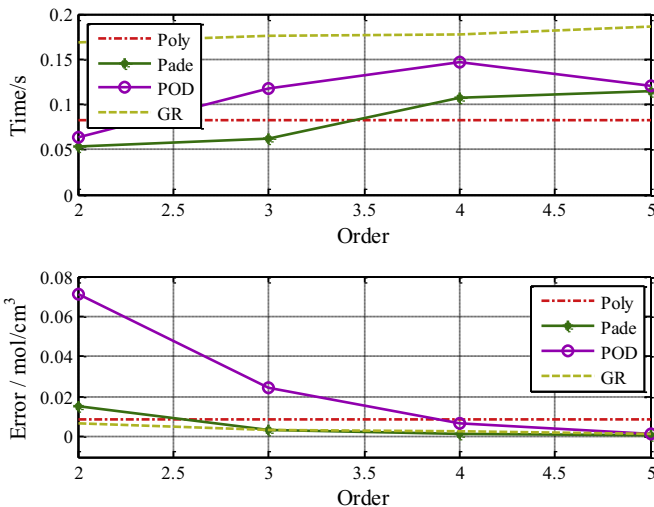 0.2
0.15
0.1
0.05
0
Time/s
Poly
Pade
POD
GR
2 2.5 3 3.5 4 4.5 5
Order
0.08
0.06
0.04
0.02
0
Error / mol/cm³
Poly
Pade
POD
GR
2 2.5 3 3.5 4 4.5 5
Order